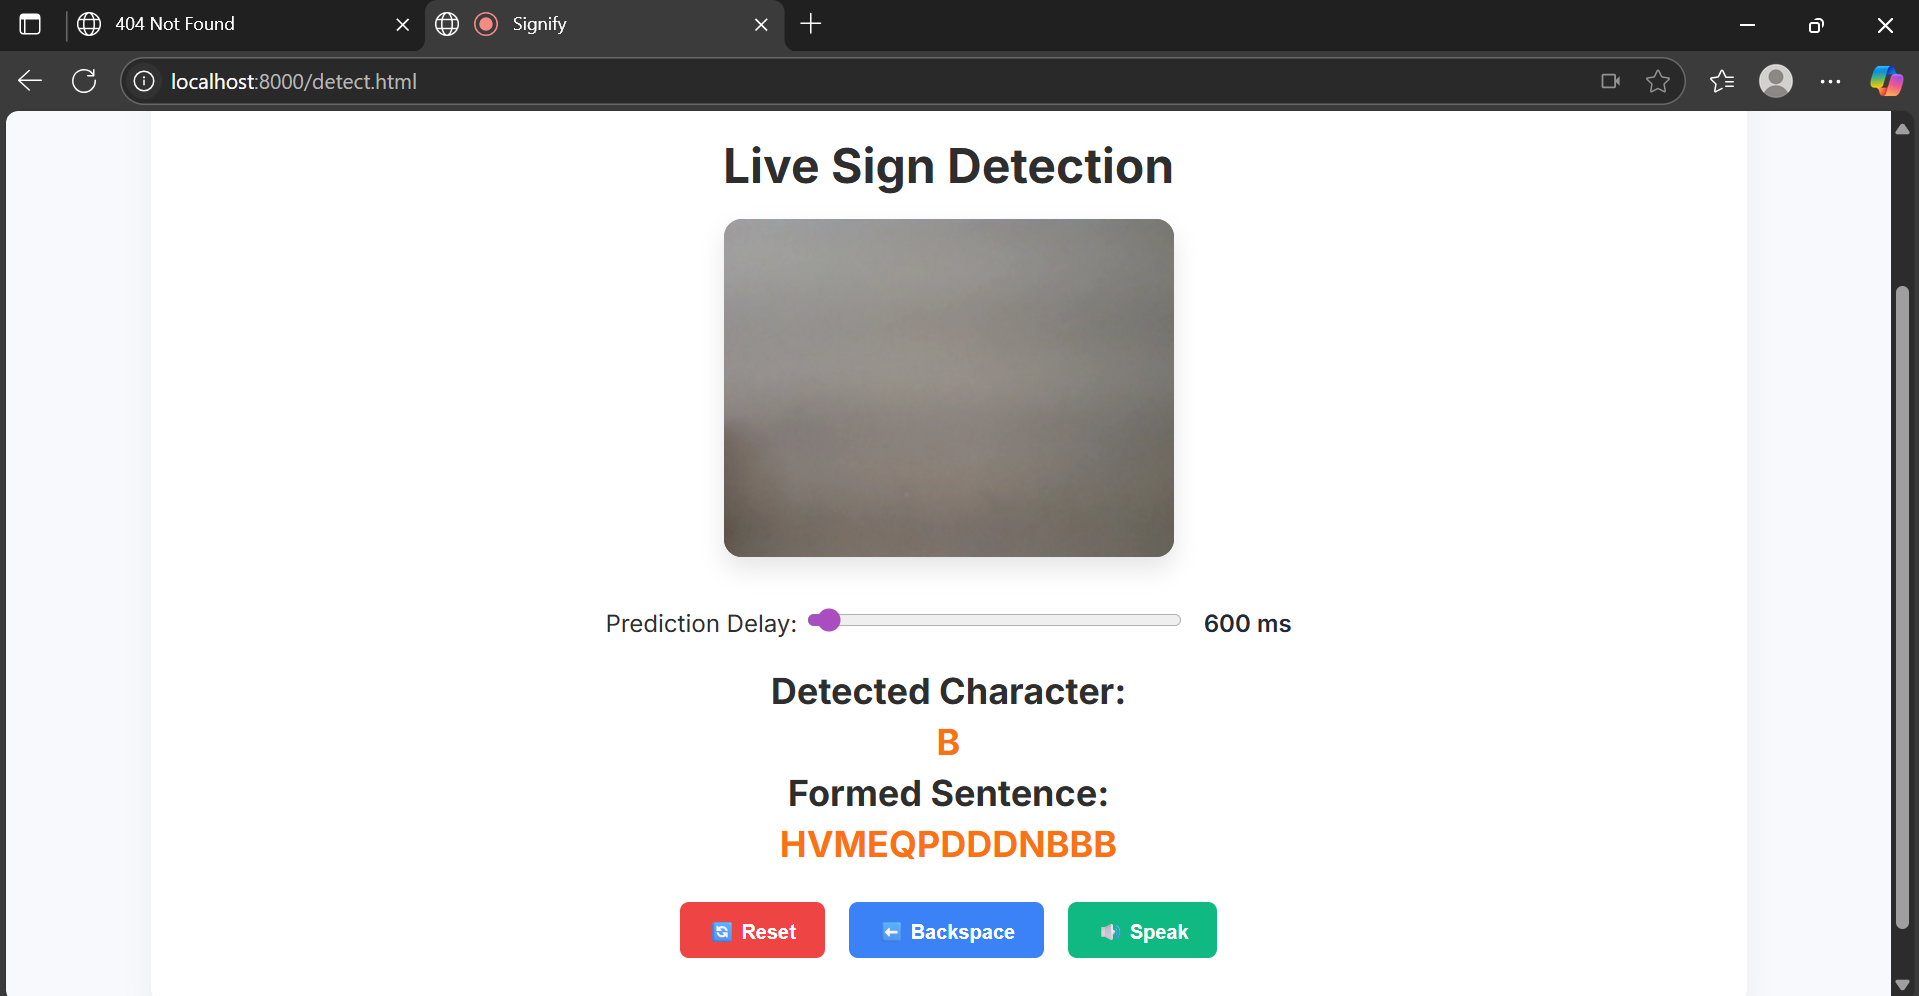 404 Not Found
Signify
localhost:8000/detect.html
Live Sign Detection
Prediction Delay: 600 ms
Detected Character:
B
Formed Sentence:
HVMEQPDDDNBBB
Reset
Backspace
Speak